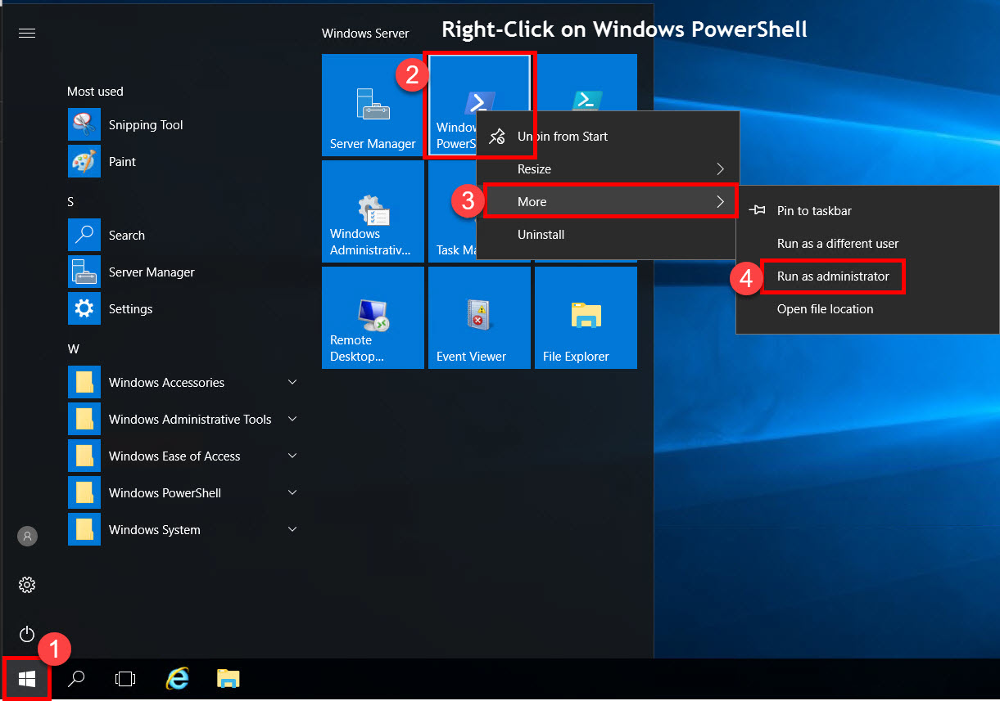 Right-Click on Windows PowerShell
Windows Server
Most used
Snipping Tool
Paint
S
Search
Server Manager
Settings
W
Windows Accessories
Windows Administrative Tools
Windows Ease of Access
Windows PowerShell
Windows System
1
2
Server Manager
Windo
PowerS
Windows
Administrativ...
Task Ma
Remote
Desktop...
Event Viewer
File Explorer
Unpin from Start
Resize
3
More
Uninstall
Pin to taskbar
Run as a different user
4
Run as administrator
Open file location